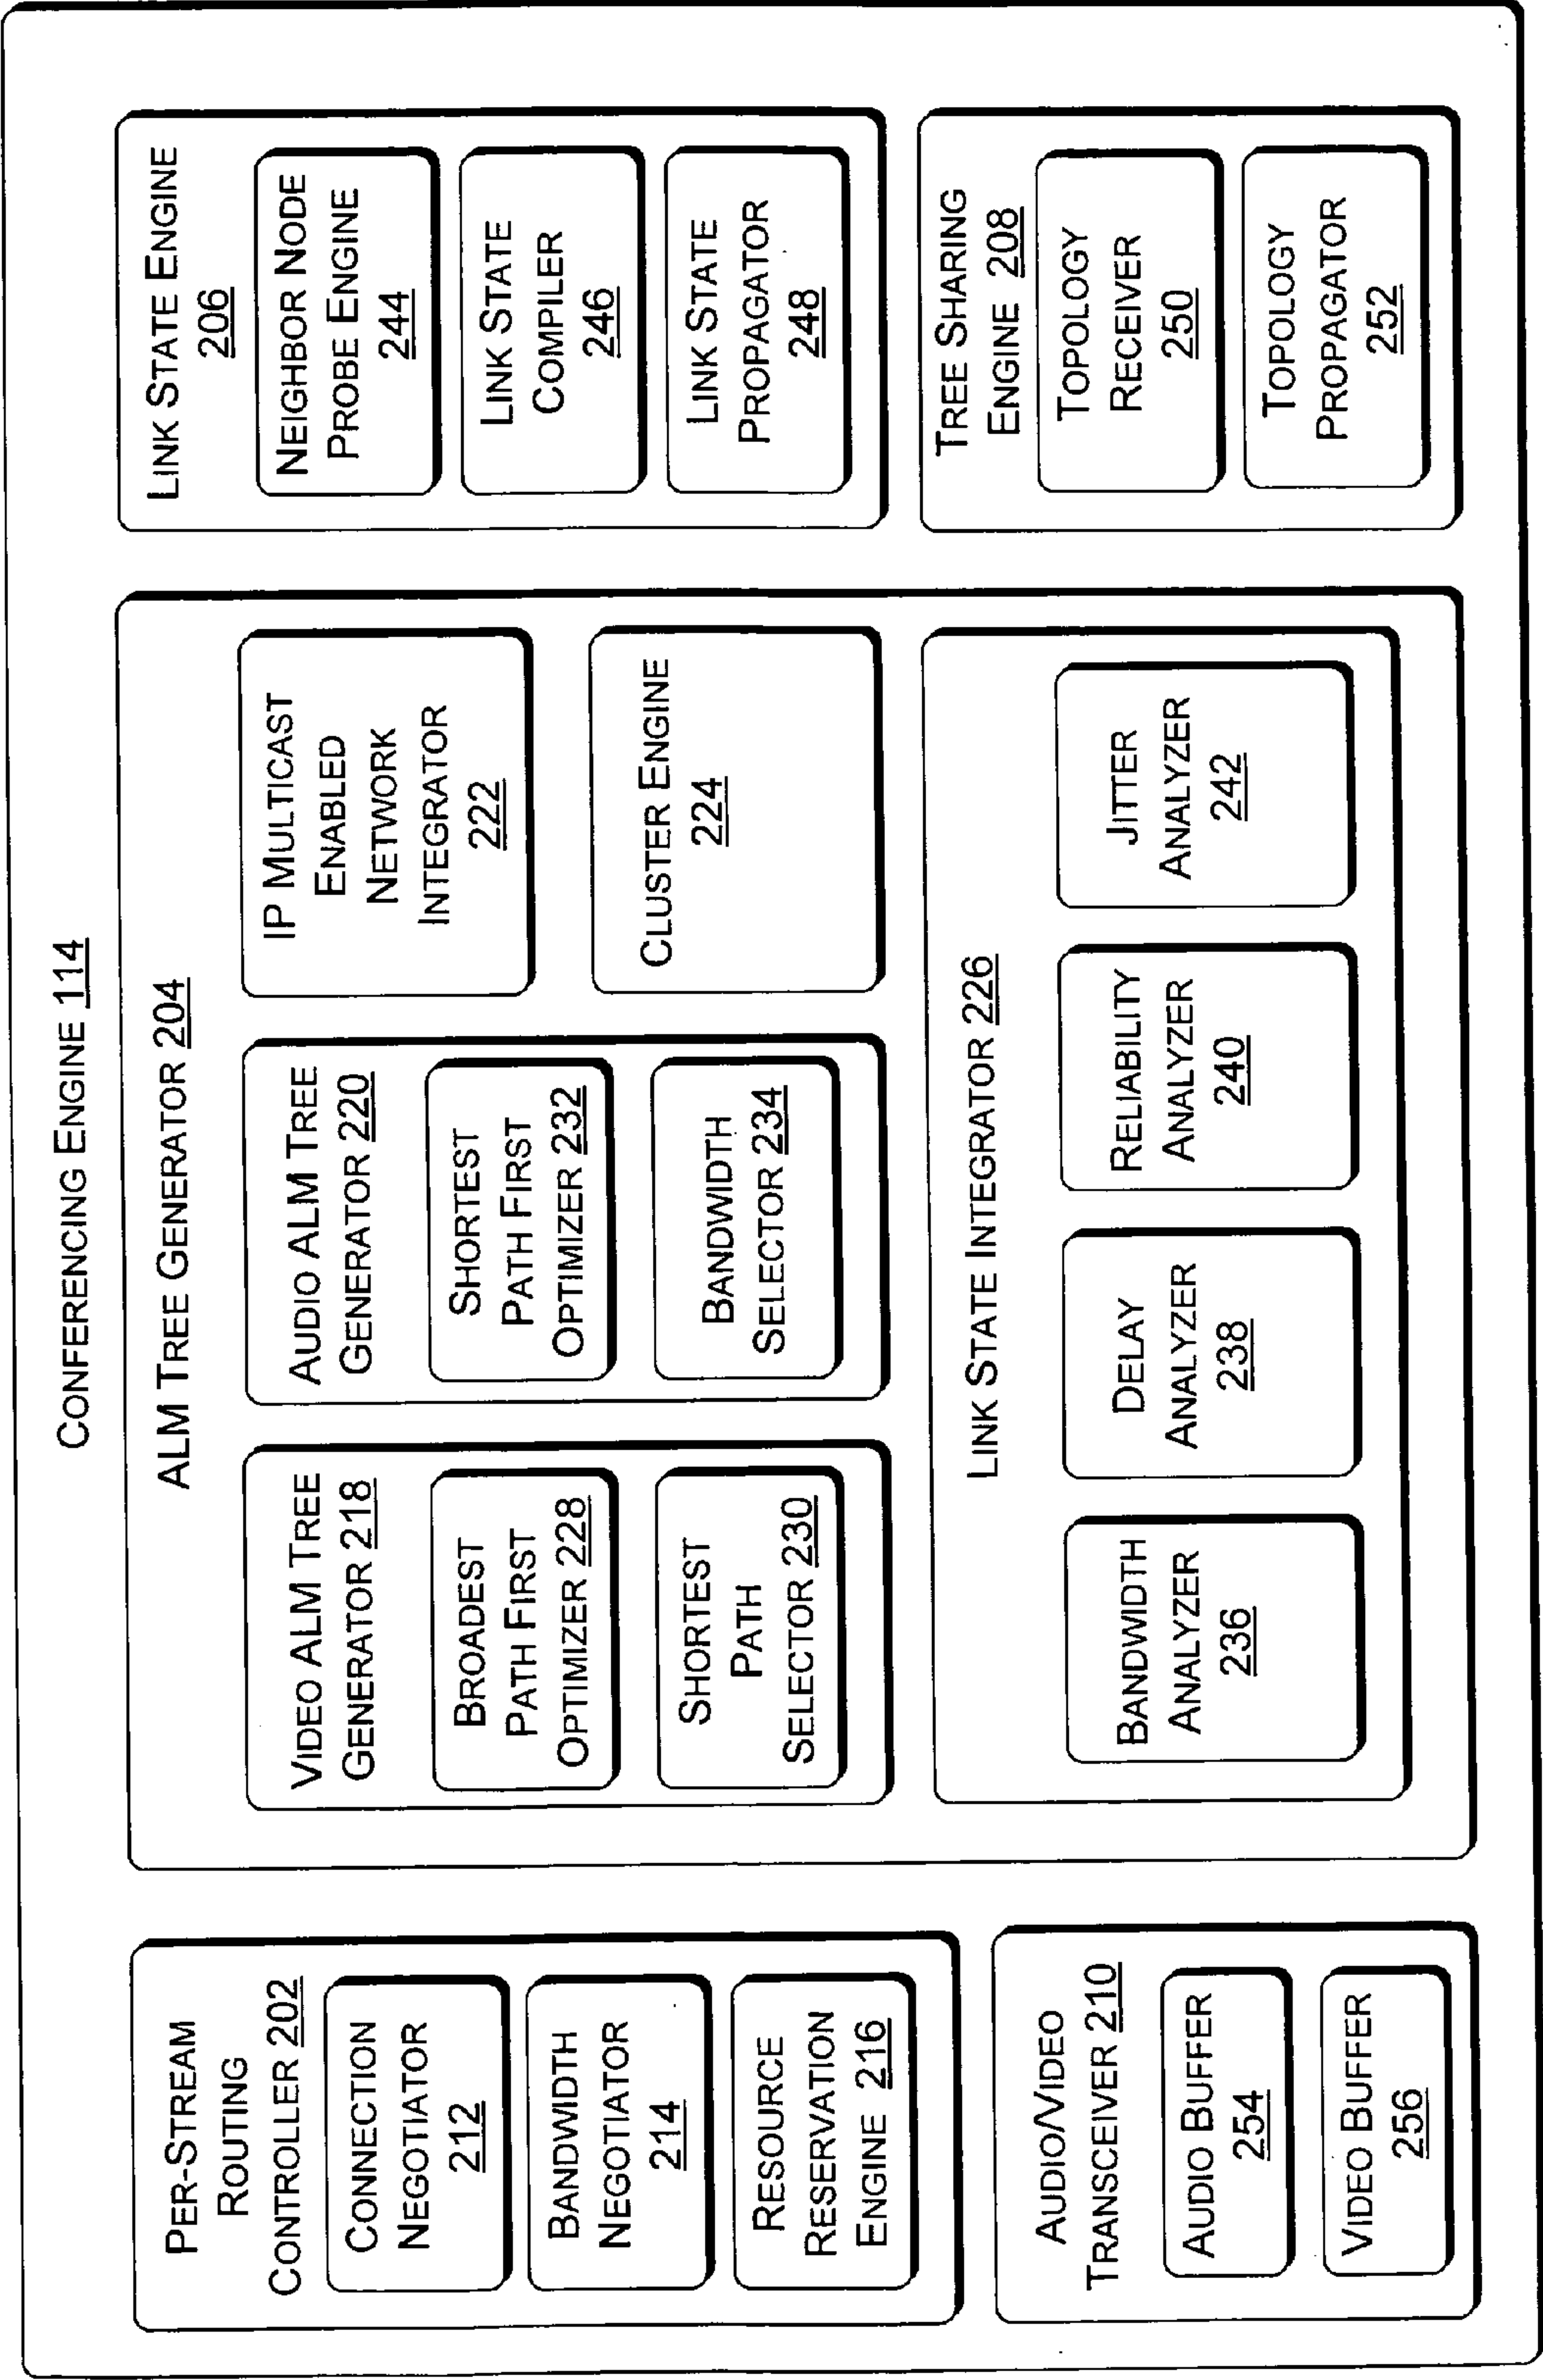 CONFERENCING ENGINE 114
PER-STREAM
ROUTING
CONTROLLER 202
CONNECTION
NEGOTIATOR
212
BANDWIDTH
NEGOTIATOR
214
RESOURCE
RESERVATION
ENGINE 216
AUDIO/VIDEO
TRANSCEIVER 210
AUDIO BUFFER
254
VIDEO BUFFER
256
ALM TREE GENERATOR 204
VIDEO ALM TREE
GENERATOR 218
BROADEST
PATH FIRST
OPTIMIZER 228
SHORTEST
PATH
SELECTOR 230
AUDIO ALM TREE
GENERATOR 220
SHORTEST
PATH FIRST
OPTIMIZER 232
BANDWIDTH
SELECTOR 234
IP MULTICAST
ENABLED
NETWORK
INTEGRATOR
222
CLUSTER ENGINE
224
LINK STATE INTEGRATOR 226
BANDWIDTH
ANALYZER
236
DELAY
ANALYZER
238
RELIABILITY
ANALYZER
240
JITTER
ANALYZER
242
LINK STATE ENGINE
206
NEIGHBOR NODE
PROBE ENGINE
244
LINK STATE
COMPILER
246
LINK STATE
PROPAGATOR
248
TREE SHARING
ENGINE 208
TOPOLOGY
RECEIVER
250
TOPOLOGY
PROPAGATOR
252